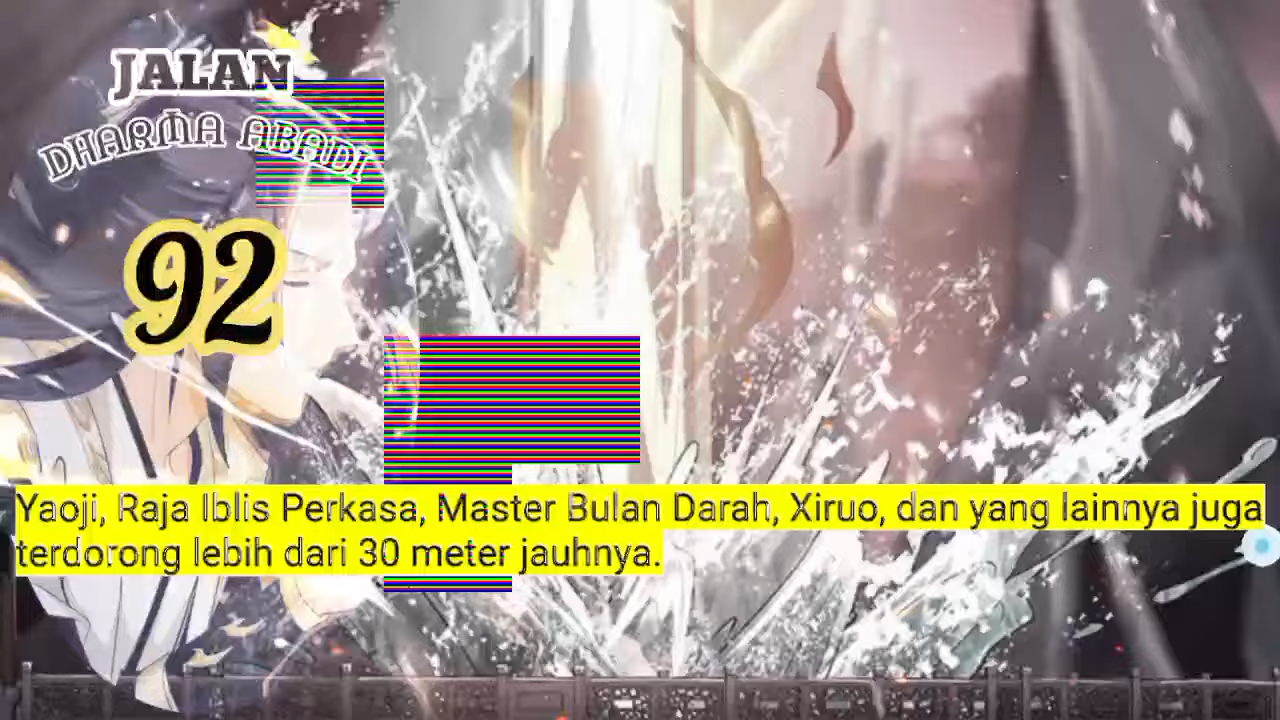 JALAN
DHARMA ABADI
92
Yaoji, Raja Iblis Perkasa, Master Bulan Darah, Xiruo, dan yang lainnya juga
terdorong lebih dari 30 meter jauhnya.